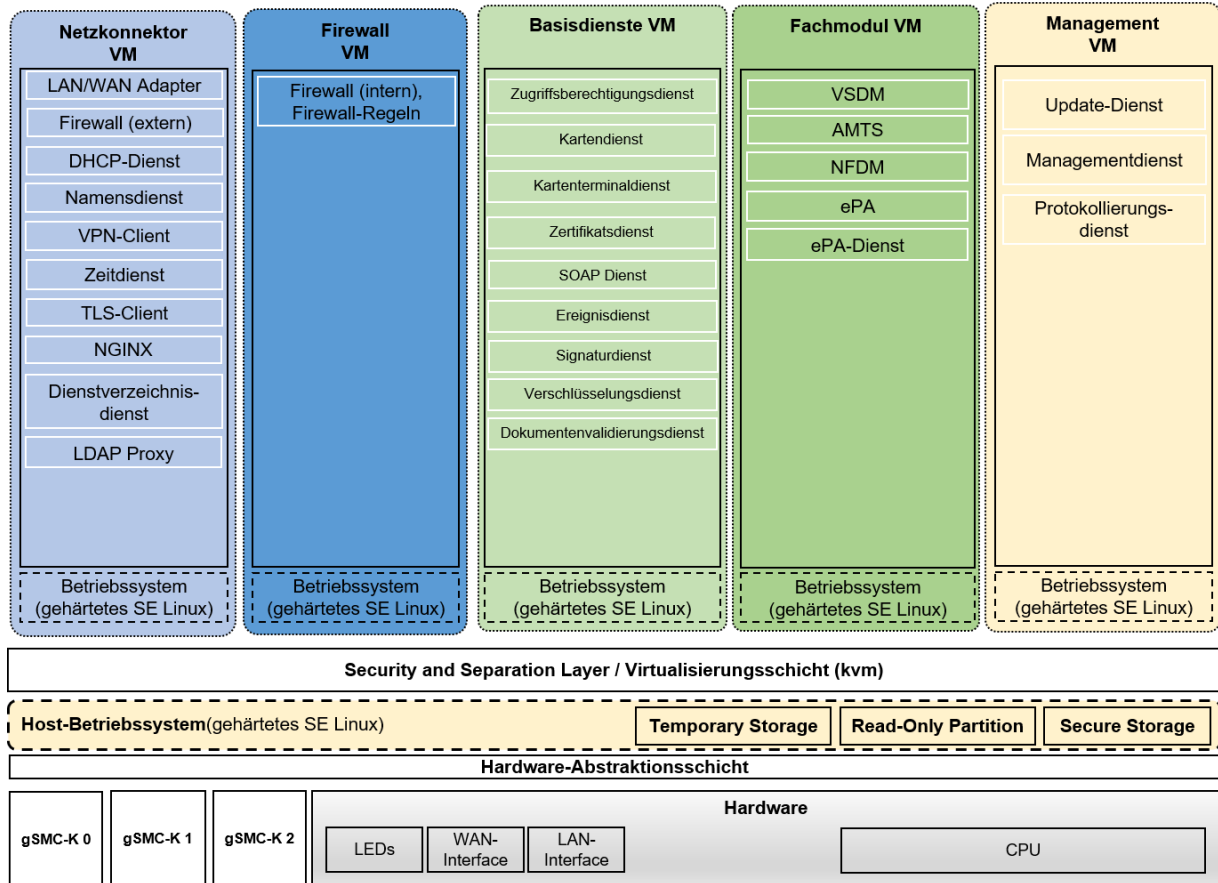 Netzkonnektor
VM
LAN/WAN Adapter
Firewall (extern)
DHCP-Dienst
Namensdienst
VPN-Client
Zeitdienst
TLS-Client
NGINX
Dienstverzeichnis-
dienst
LDAP Proxy
Betriebssystem
(gehärtetes SE Linux)
Firewall
VM
Firewall (intern),
Firewall-Regeln
Betriebssystem
(gehärtetes SE Linux)
Basisdienste VM
Zugriffsberechtigungsdienst
Kartendienst
Kartenterminaldienst
Zertifikatsdienst
SOAP Dienst
Ereignisdienst
Signaturdienst
Verschlüsselungsdienst
Dokumentenvalidierungsdienst
Betriebssystem
(gehärtetes SE Linux)
Fachmodul VM
VSDM
AMTS
NFDM
ePA
ePA-Dienst
Betriebssystem
(gehärtetes SE Linux)
Management
VM
Update-Dienst
Managementdienst
Protokollierungs-
dienst
Betriebssystem
(gehärtetes SE Linux)
Security and Separation Layer / Virtualisierungsschicht (kvm)
Host-Betriebssystem(gehärtetes SE Linux)
Temporary Storage
Read-Only Partition
Secure Storage
Hardware-Abstraktionsschicht
gSMC-K 0
gSMC-K 1
gSMC-K 2
Hardware
LEDs
WAN-
Interface
LAN-
Interface
CPU